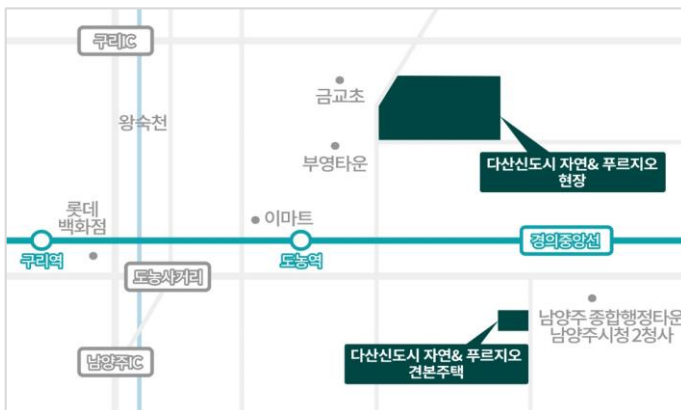 구리IC
금교초
왕숙천
부영타운
다산신도시 자연& 푸르지오
현장
롯데
백화점
이마트
구리역
도농역
경의중앙선
도농사거리
남양주 종합행정타운
남양주시청 2청사
다산신도시 자연& 푸르지오
견본주택
남양주IC